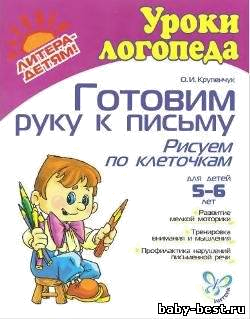 Уроки
логопеда
ЛИТЕРА-
ДЕТЯМ!
О. И. Крупенчук
Готовим
руку к письму
Рисуем
по клеточкам
для детей
5-6
лет
• Развитие
мелкой моторики
• Тренировка
внимания и мышления
• Профилактика нарушений
письменной речи
ЛИТЕРА
baby-best.ru